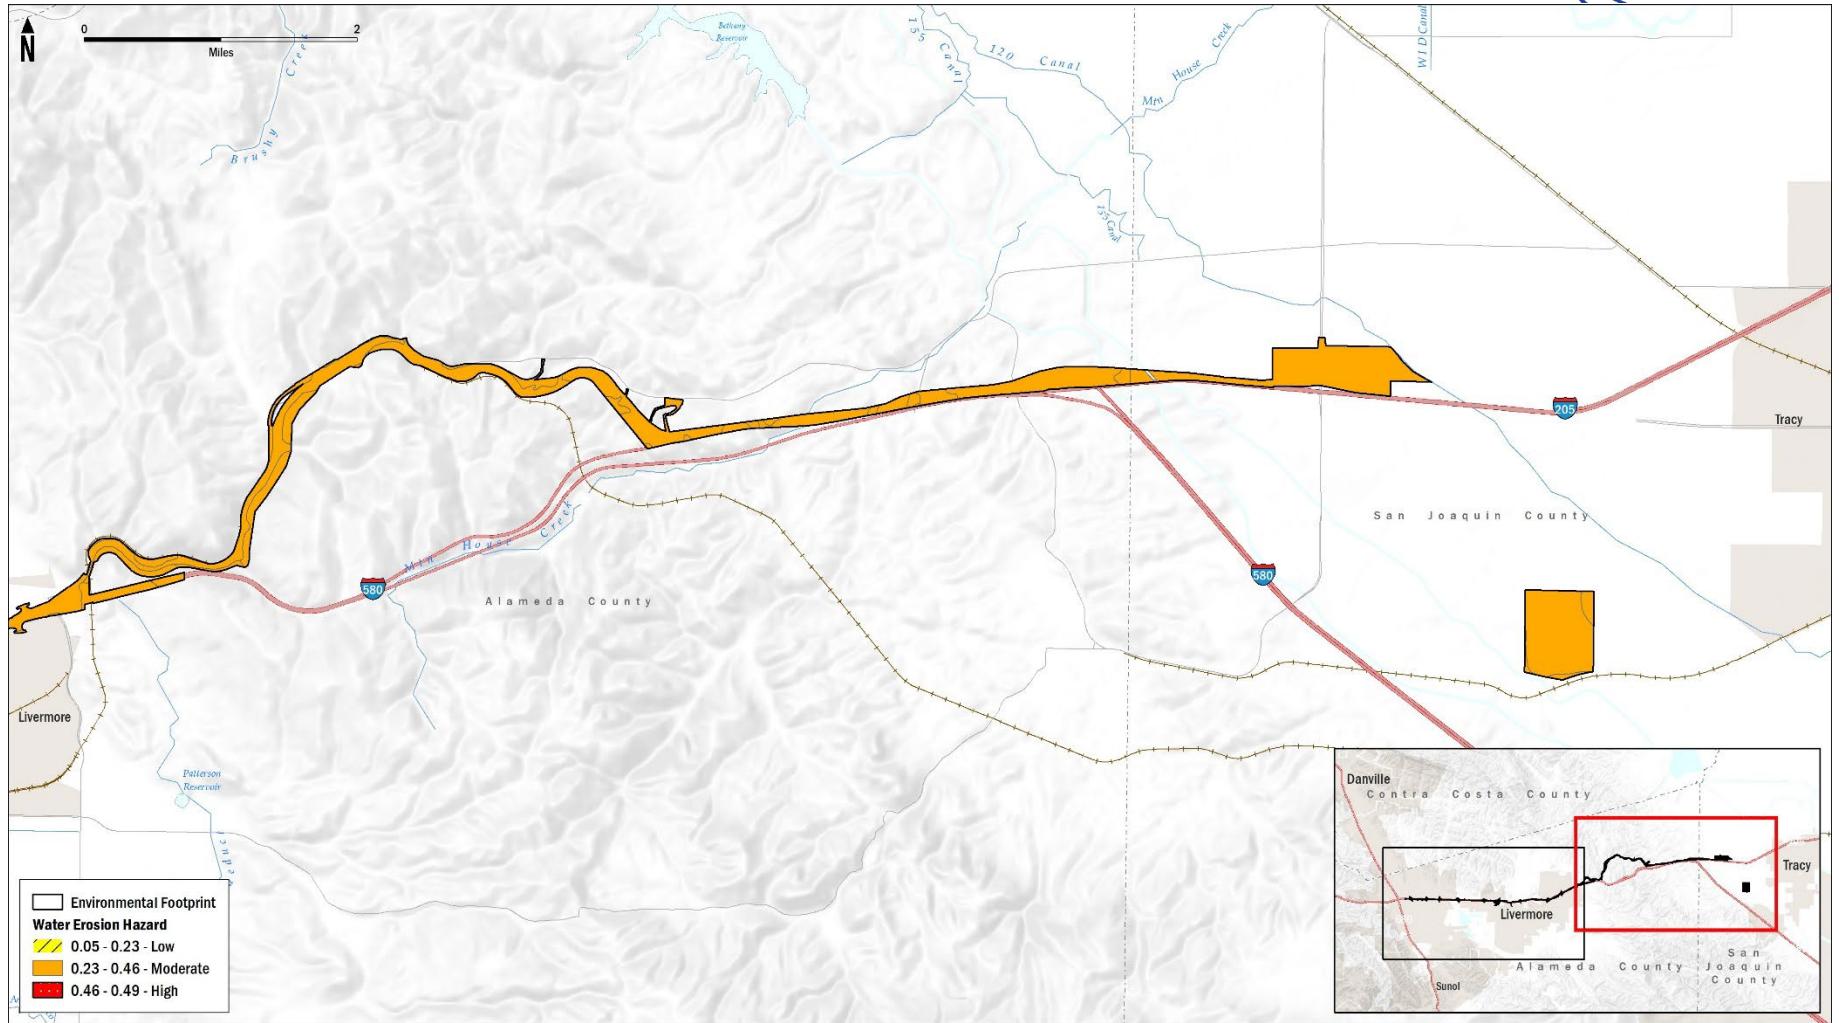 0
2
Miles
N
Brushy
Creek
Bethany
Reservoir
155
Canal
120 Canal
Mtn
House
Creek
WIDCanal
155 Canal
205
Tracy
San Joaquin County
580
Mtn House Creek
580
Alameda County
Livermore
Patterson
Reservoir
Environmental Footprint
Water Erosion Hazard
0.05 - 0.23 - Low
0.23 - 0.46 - Moderate
0.46 - 0.49 - High
Danville
Contra Costa County
Tracy
Livermore
Alameda County
San
Joaquin
County
Sunol